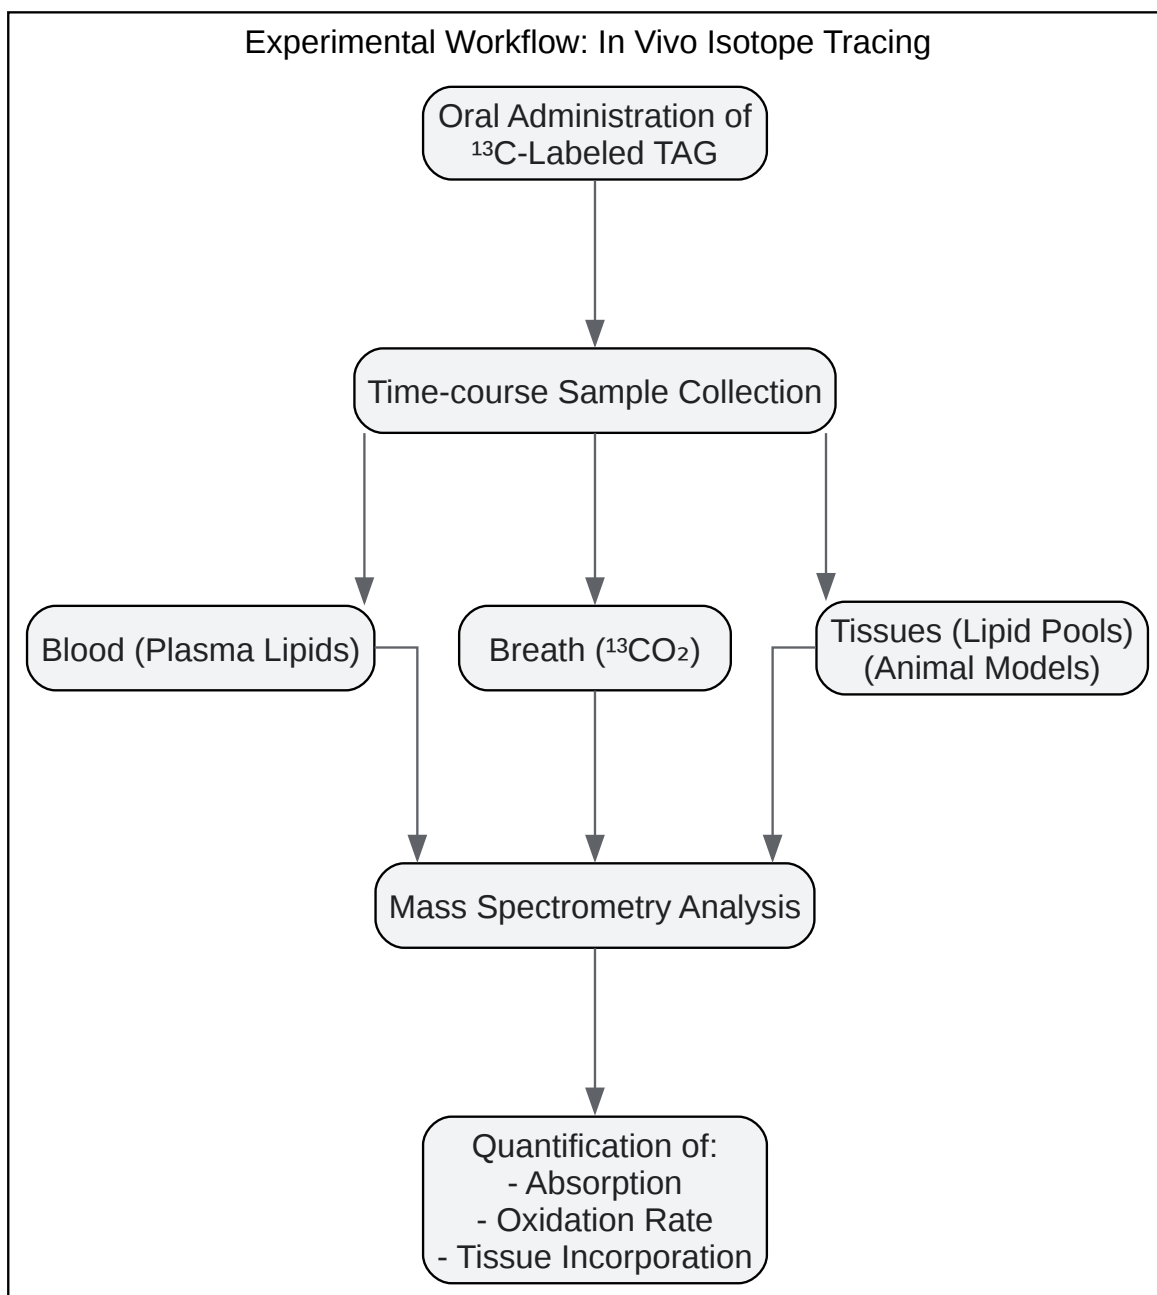 Experimental Workflow: In Vivo Isotope Tracing
Oral Administration of
¹³C-Labeled TAG
Time-course Sample Collection
Blood (Plasma Lipids)
Breath (¹³CO₂)
Tissues (Lipid Pools)
(Animal Models)
Mass Spectrometry Analysis
Quantification of:
- Absorption
- Oxidation Rate
- Tissue Incorporation